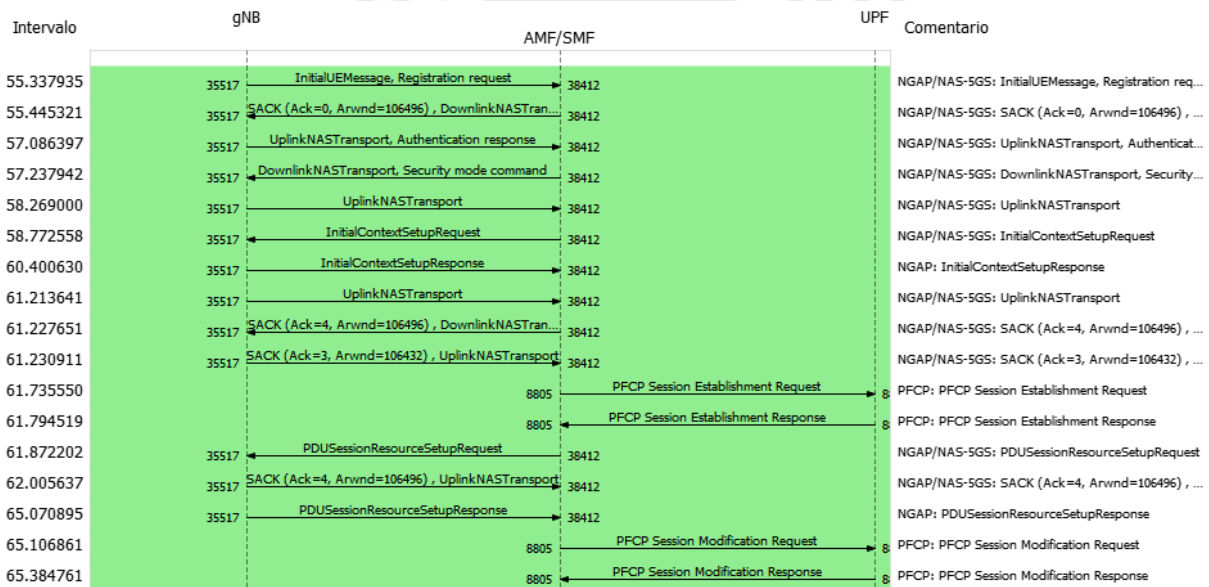 Intervalo gNB AMF/SMF UPF Comentario
55.337935 35517 InitialUEMessage, Registration request 38412 NGAP/NAS-5GS: InitialUEMessage, Registration req...
55.445321 35517 SACK (Ack=0, Arwnd=106496) , DownlinkNASTran... 38412 NGAP/NAS-5GS: SACK (Ack=0, Arwnd=106496) , ...
57.086397 35517 UplinkNASTransport, Authentication response 38412 NGAP/NAS-5GS: UplinkNASTransport, Authenticat...
57.237942 35517 DownlinkNASTransport, Security mode command 38412 NGAP/NAS-5GS: DownlinkNASTransport, Security...
58.269000 35517 UplinkNASTransport 38412 NGAP/NAS-5GS: UplinkNASTransport
58.772558 35517 InitialContextSetupRequest 38412 NGAP/NAS-5GS: InitialContextSetupRequest
60.400630 35517 InitialContextSetupResponse 38412 NGAP: InitialContextSetupResponse
61.213641 35517 UplinkNASTransport 38412 NGAP/NAS-5GS: UplinkNASTransport
61.227651 35517 SACK (Ack=4, Arwnd=106496) , DownlinkNASTran... 38412 NGAP/NAS-5GS: SACK (Ack=4, Arwnd=106496) , ...
61.230911 35517 SACK (Ack=3, Arwnd=106432) , UplinkNASTransport 38412 NGAP/NAS-5GS: SACK (Ack=3, Arwnd=106432) , ...
61.735550 8805 PFCP Session Establishment Request PFCP: PFCP Session Establishment Request
61.794519 8805 PFCP Session Establishment Response PFCP: PFCP Session Establishment Response
61.872202 35517 PDUSessionResourceSetupRequest 38412 NGAP/NAS-5GS: PDUSessionResourceSetupRequest
62.005637 35517 SACK (Ack=4, Arwnd=106496) , UplinkNASTransport 38412 NGAP/NAS-5GS: SACK (Ack=4, Arwnd=106496) , ...
65.070895 35517 PDUSessionResourceSetupResponse 38412 NGAP: PDUSessionResourceSetupResponse
65.106861 8805 PFCP Session Modification Request PFCP: PFCP Session Modification Request
65.384761 8805 PFCP Session Modification Response PFCP: PFCP Session Modification Response